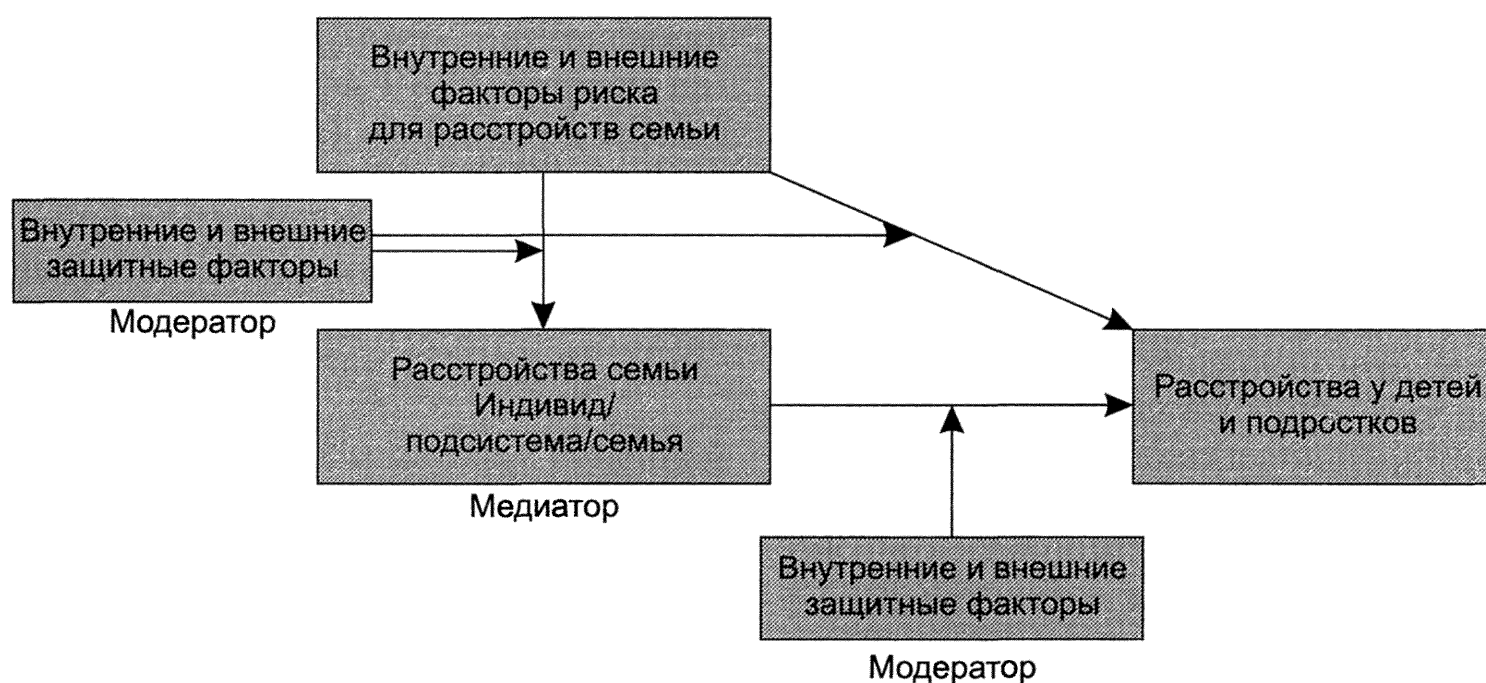 Внутренние и внешние
факторы риска
для расстройств семьи
Внутренние и внешние
защитные факторы
Модератор
Расстройства семьи
Индивид/
подсистема/семья
Медиатор
Расстройства у детей
и подростков
Внутренние и внешние
защитные факторы
Модератор